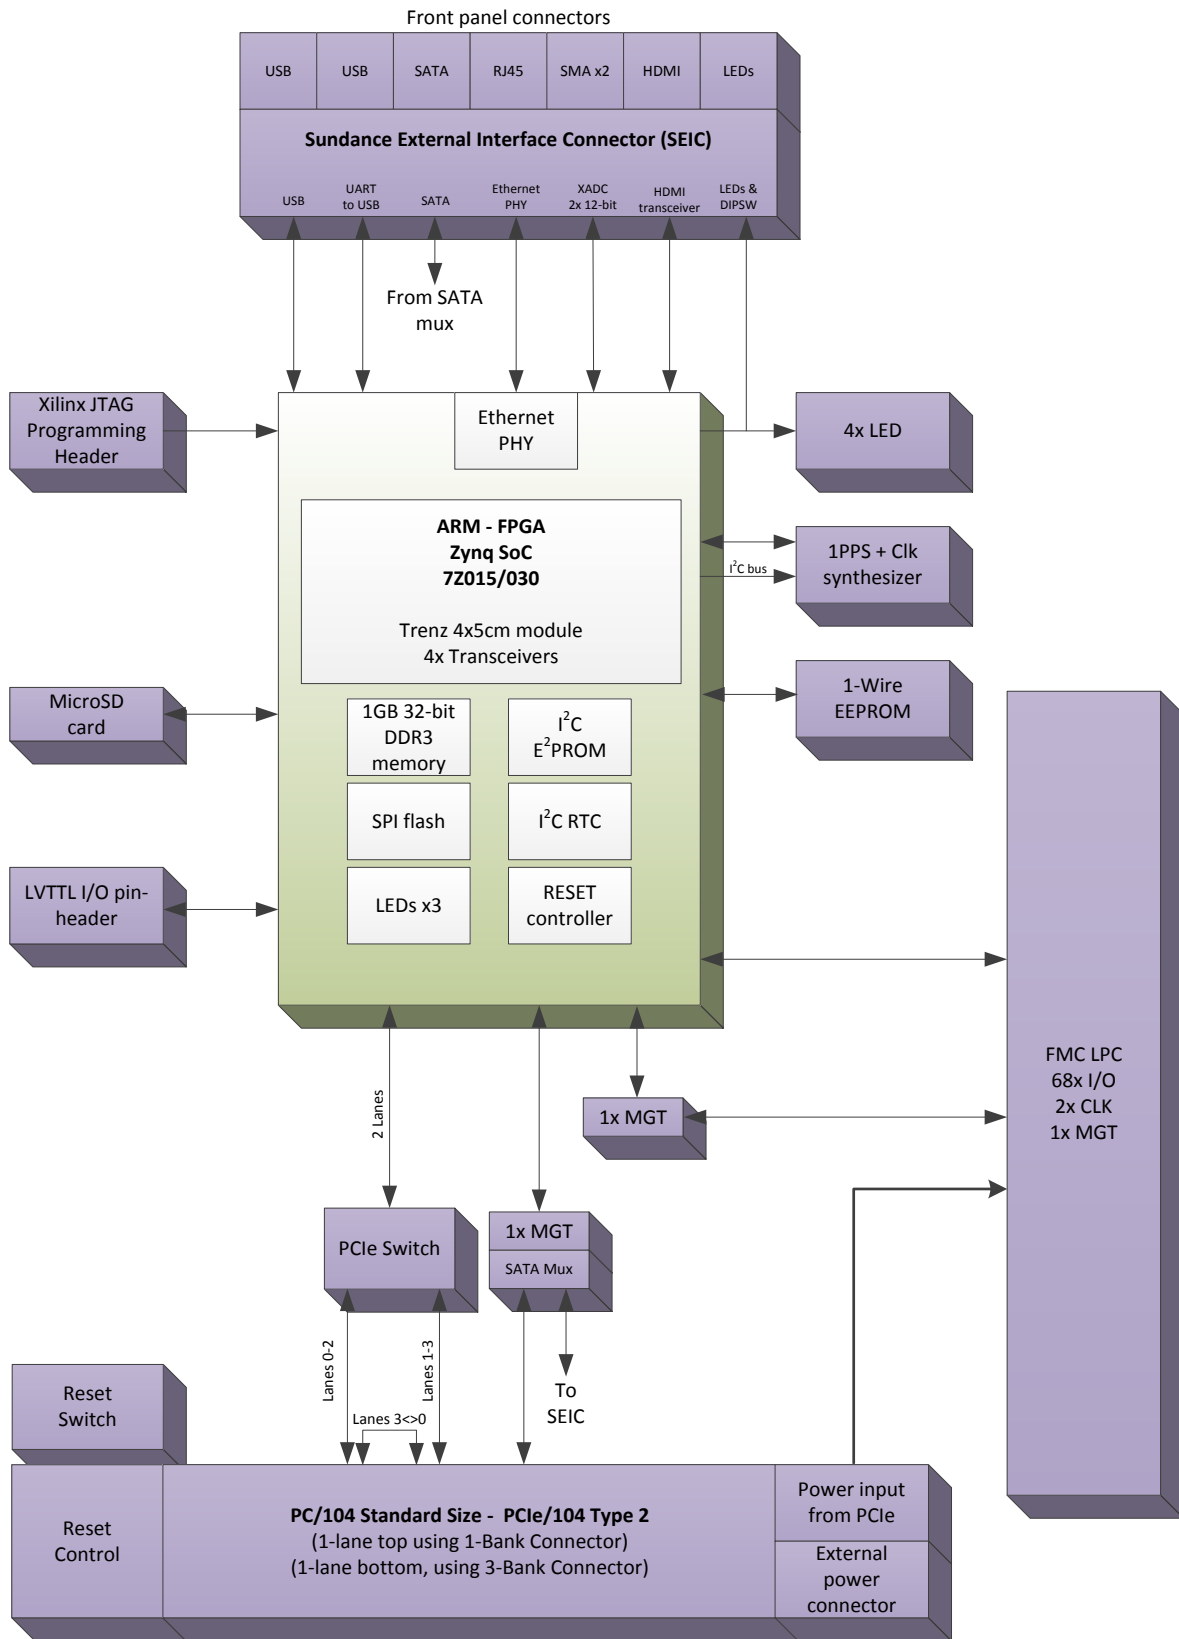 Front panel connectors
USB
USB
SATA
RJ45
SMA x2
HDMI
LEDs
Sundance External Interface Connector (SEIC)
USB
UART
to USB
SATA
Ethernet
PHY
XADC
2x 12-bit
HDMI
transceiver
LEDs &
DIPSW
From SATA
mux
Xilinx JTAG
Programming
Header
Ethernet
PHY
4x LED
ARM - FPGA
Zynq SoC
7Z015/030
Trenz 4x5cm module
4x Transceivers
1PPS + Clk
synthesizer
I²C bus
MicroSD
card
1GB 32-bit
DDR3
memory
I²C
E²PROM
1-Wire
EEPROM
SPI flash
I²C RTC
LVTTL I/O pin-
header
LEDs x3
RESET
controller
FMC LPC
68x I/O
2x CLK
1x MGT
2 Lanes
1x MGT
PCIe Switch
1x MGT
SATA Mux
Lanes 0-2
Lanes 1-3
Lanes 3<>0
To
SEIC
Reset
Switch
Reset
Control
PC/104 Standard Size - PCIe/104 Type 2
(1-lane top using 1-Bank Connector)
(1-lane bottom, using 3-Bank Connector)
Power input
from PCIe
External
power
connector